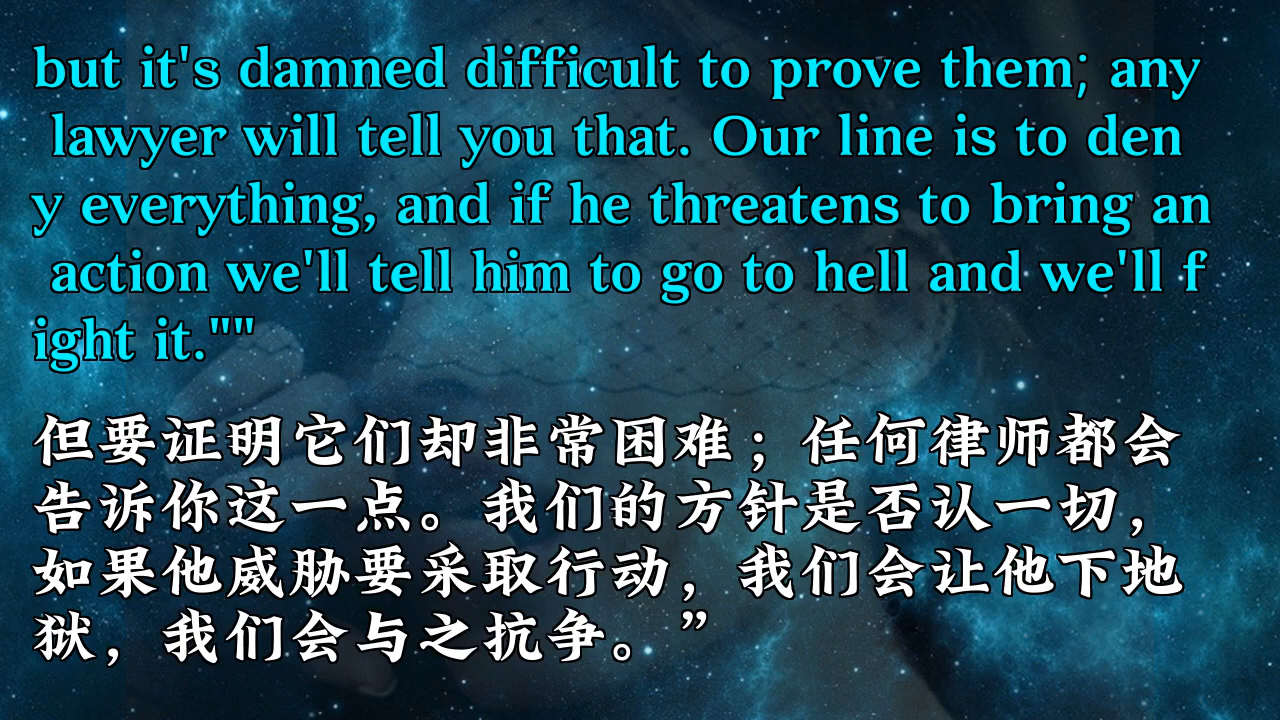 but it's damned difficult to prove them; any
lawyer will tell you that. Our line is to den
y everything, and if he threatens to bring an
action we'll tell him to go to hell and we'll f
ight it.""
但要证明它们却非常困难；任何律师都会
告诉你这一点。我们的方针是否认一切，
如果他威胁要采取行动，我们会让他下地
狱，我们会与之抗争。”